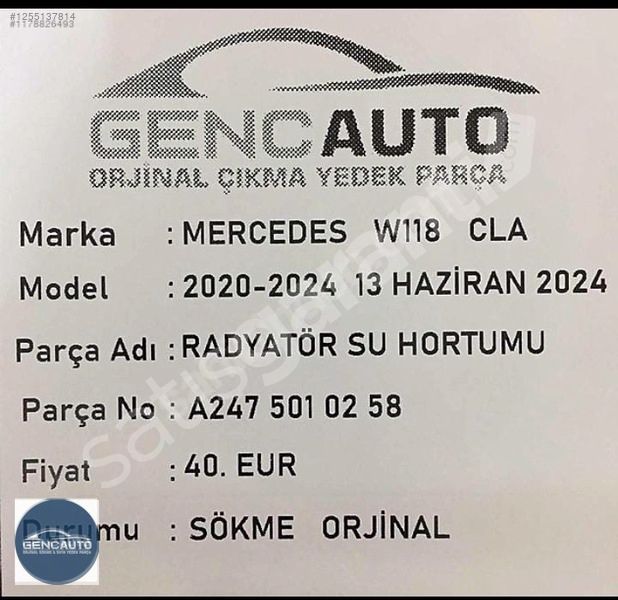 #1255137814
#1178826493
GENCAUTO
ORJİNAL ÇIKMA YEDEK PARÇA
Marka : MERCEDES W118 CLA
Model : 2020-2024 13 HAZİRAN 2024
Parça Adı : RADYATÖR SU HORTUMU
Parça No : A247 501 02 58
Fiyat : 40. EUR
Durumu : SÖKME ORJİNAL
GENCAUTO